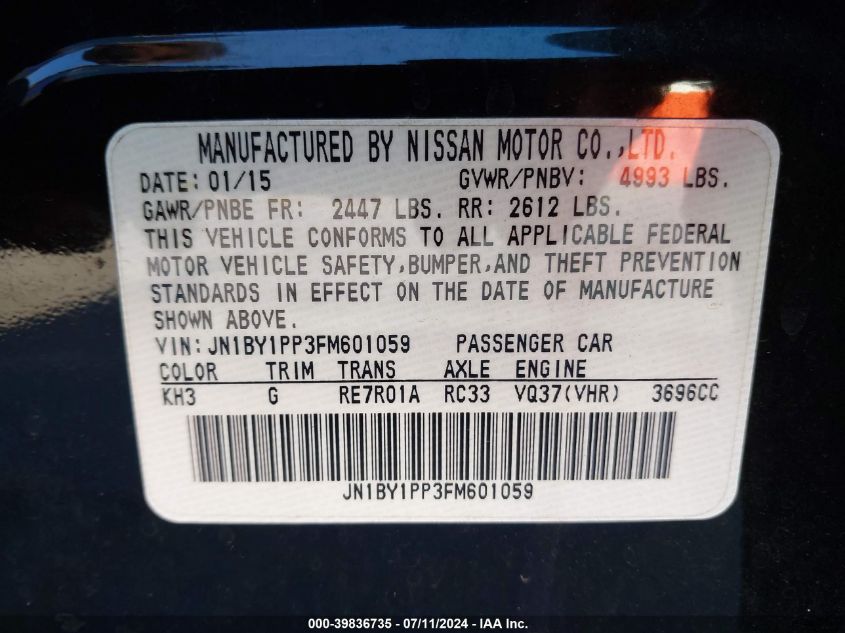 MANUFACTURED BY NISSAN MOTOR CO.,LTD.
DATE: 01/15 GVWR/PNBV: 4993 LBS.
GAWR/PNBE FR: 2447 LBS. RR: 2612 LBS.
THIS VEHICLE CONFORMS TO ALL APPLICABLE FEDERAL
MOTOR VEHICLE SAFETY,BUMPER,AND THEFT PREVENTION
STANDARDS IN EFFECT ON THE DATE OF MANUFACTURE
SHOWN ABOVE.
VIN: JN1BY1PP3FM601059 PASSENGER CAR
COLOR TRIM TRANS AXLE ENGINE
KH3 G RE7R01A RC33 VQ37(VHR) 3696CC
JN1BY1PP3FM601059
000-39836735 - 07/11/2024 - IAA Inc.